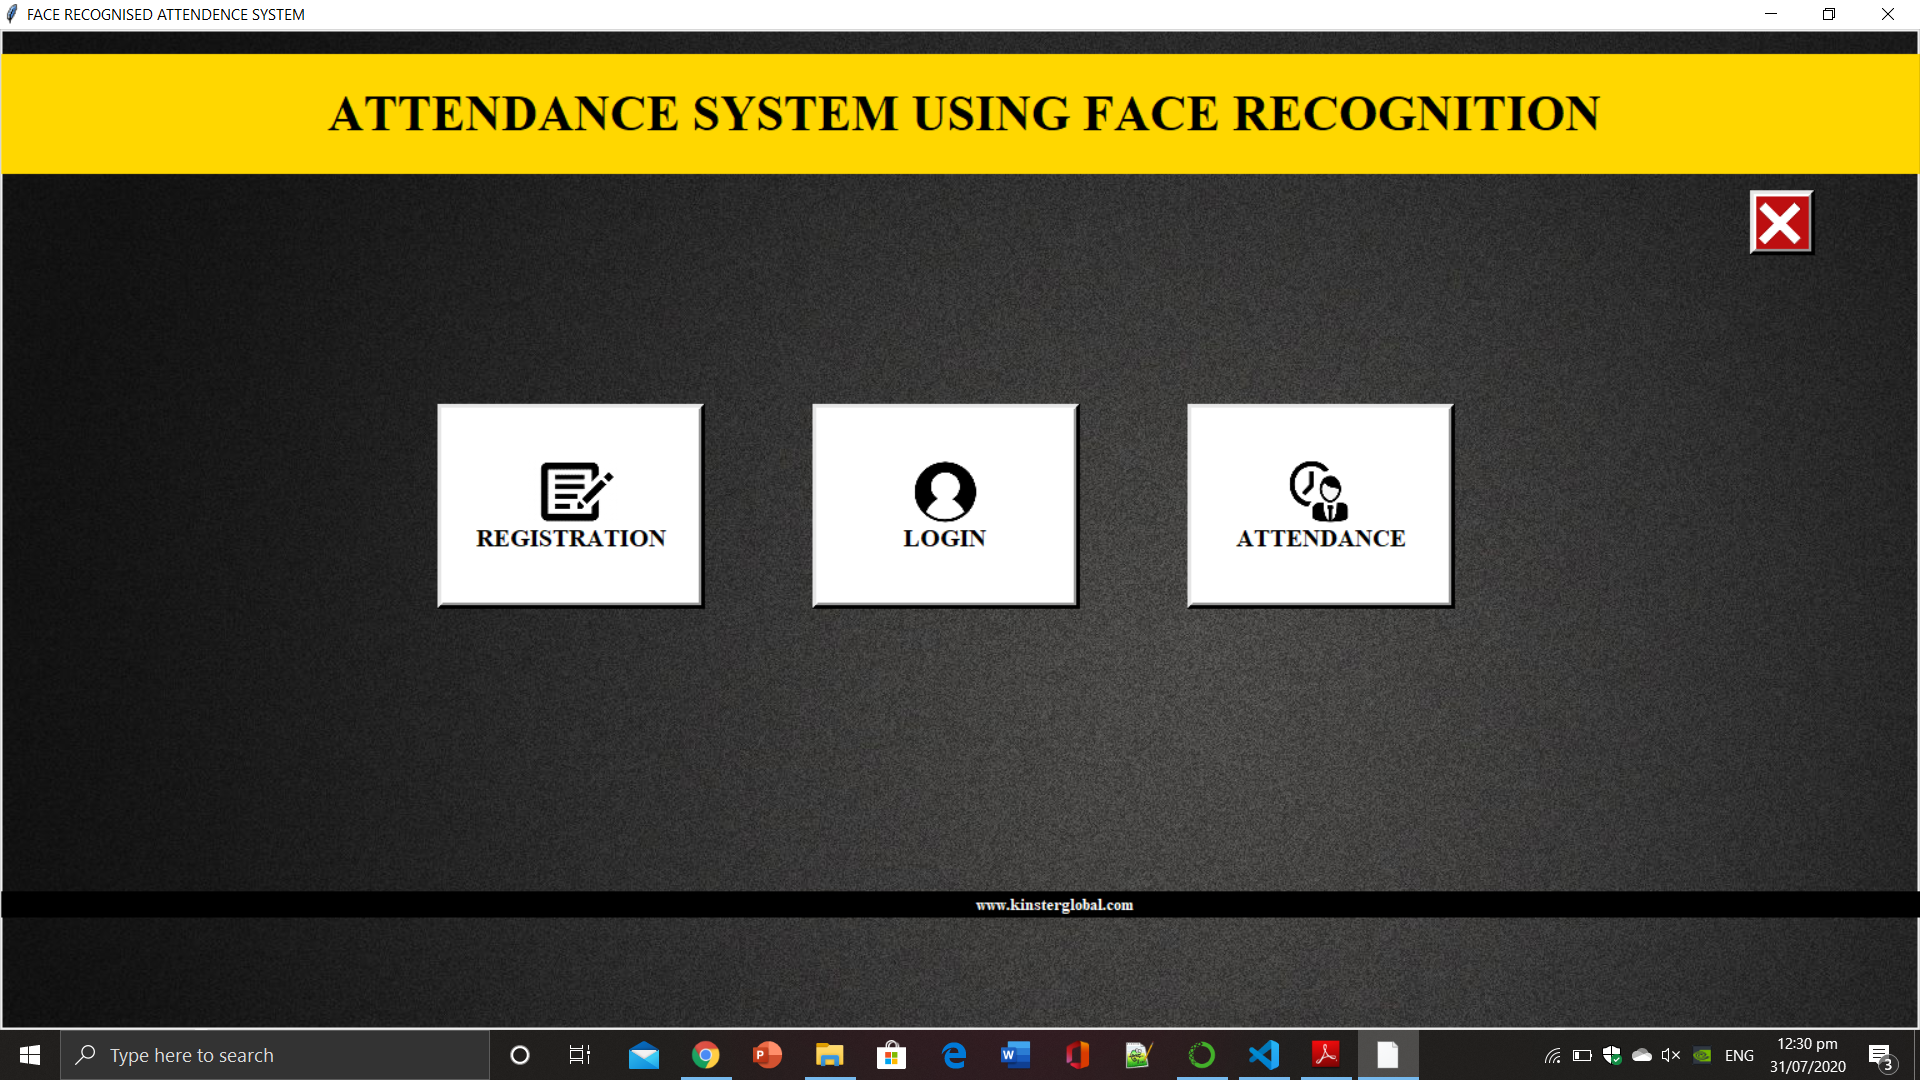 FACE RECOGNISED ATTENDENCE SYSTEM
ATTENDANCE SYSTEM USING FACE RECOGNITION
REGISTRATION
LOGIN
ATTENDANCE
www.kinsterglobal.com
Type here to search
ENG
12:30 pm
31/07/2020
3